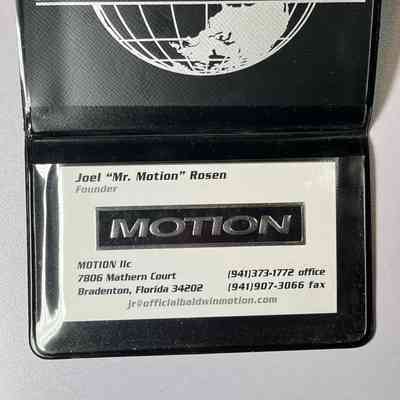 Joel "Mr. Motion" Rosen
Founder
MOTION
MOTION llc
7806 Mathern Court (941)373-1772 office
Bradenton, Florida 34202 (941)907-3066 fax
jr@officialbaldwinmotion.com